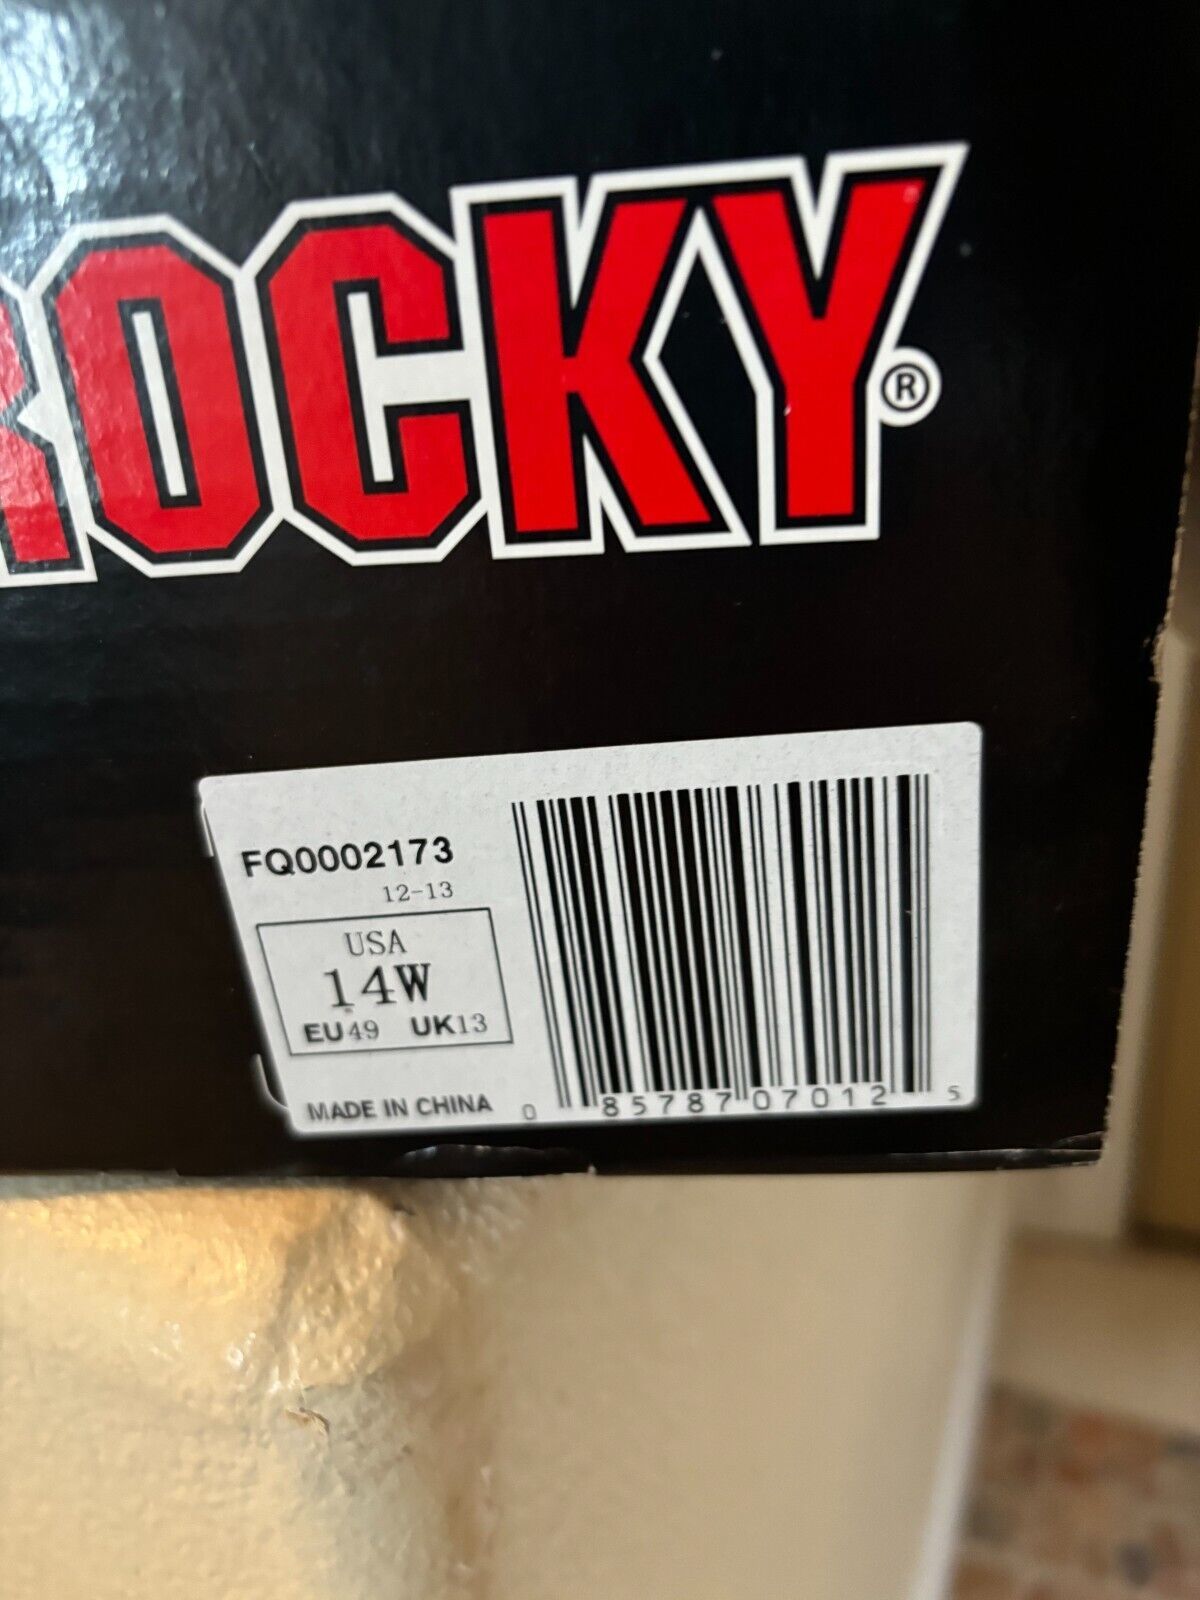 ROCKY®
FQ0002173
12-13
USA
14W
EU49 UK13
MADE IN CHINA
0 85787 07012 5